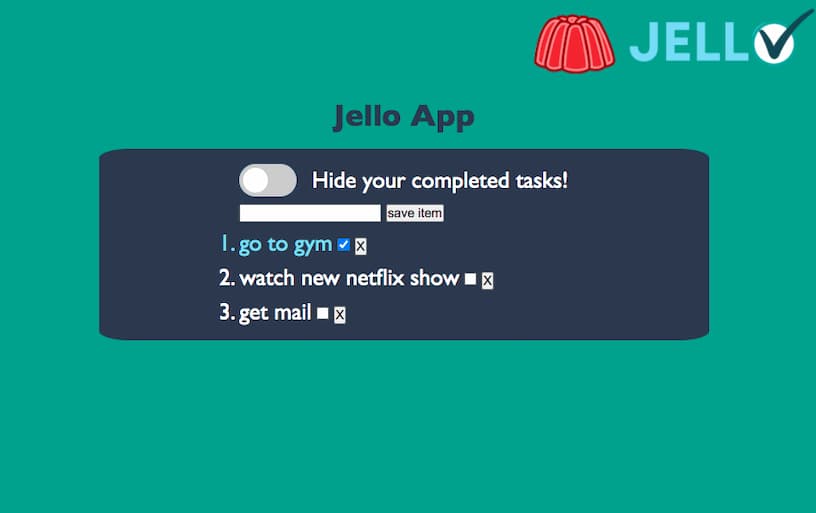 JELLO
Jello App
Hide your completed tasks!
save item
1. go to gym X
2. watch new netflix show X
3. get mail X